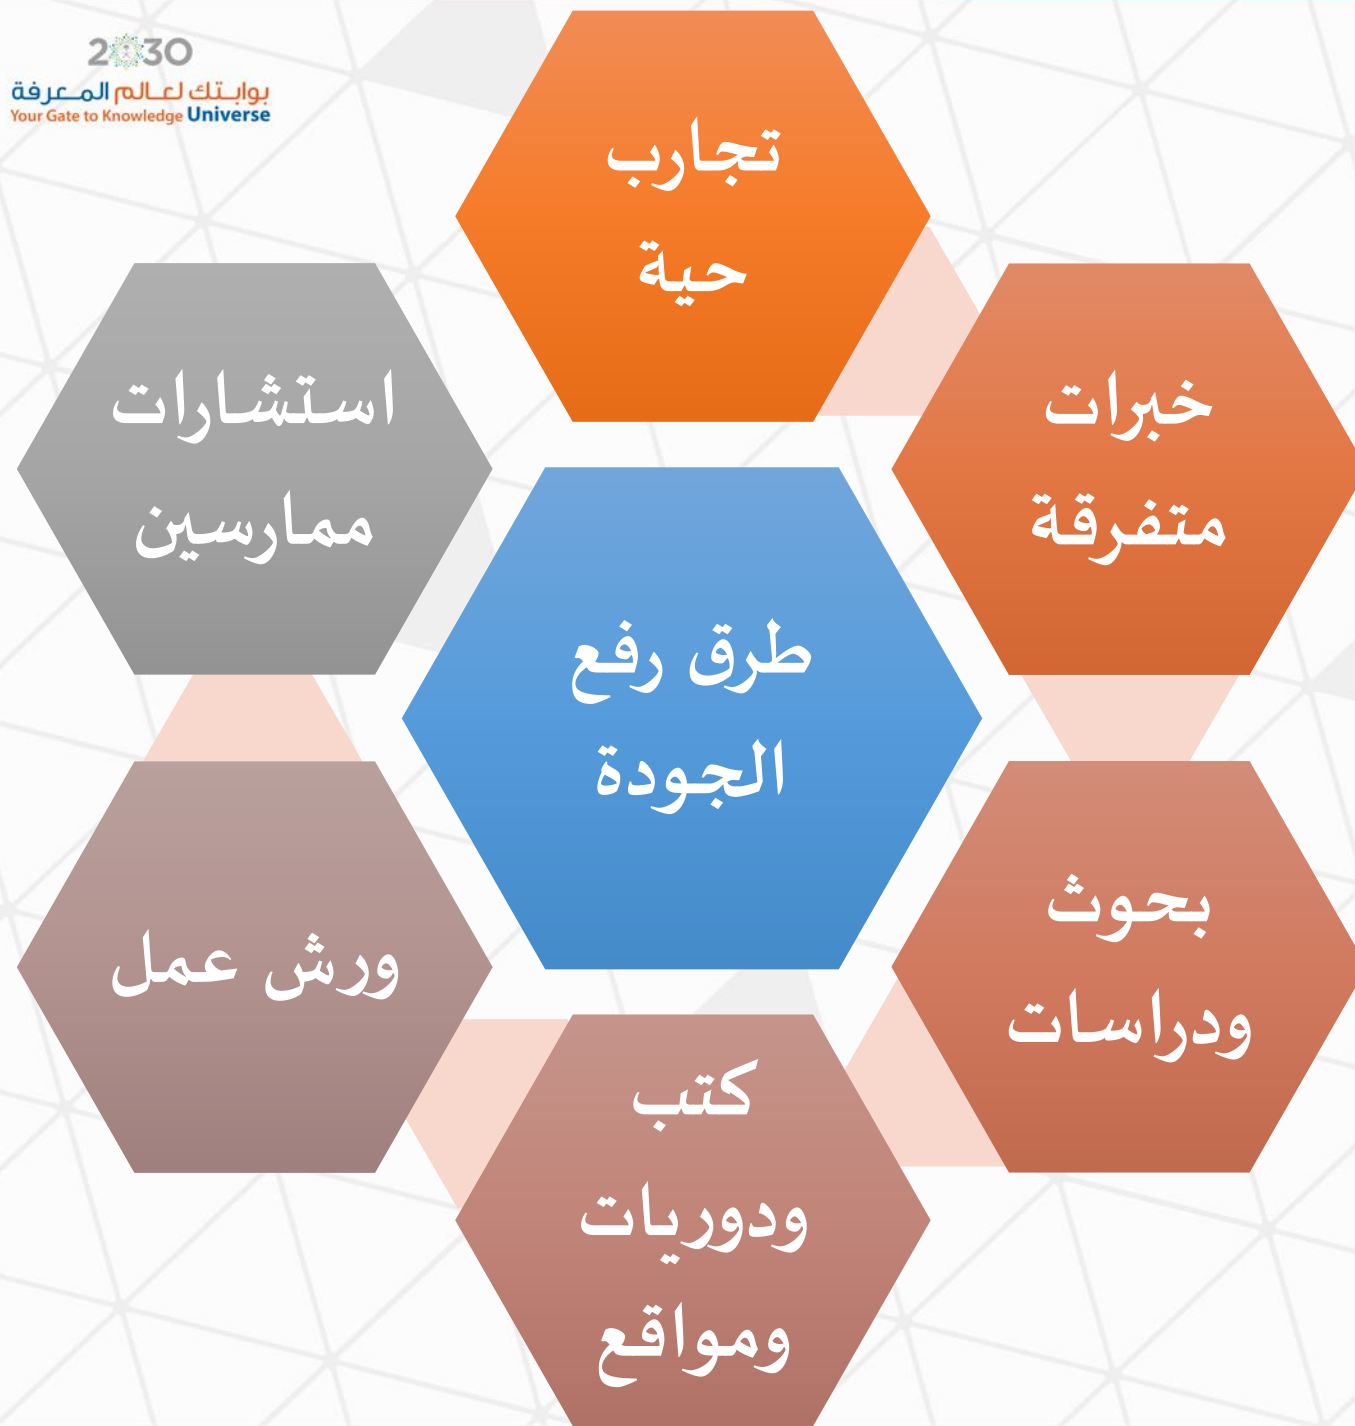 2030
بوابتك لعالم المعرفة
Your Gate to Knowledge Universe
تجارب
حية
خبرات
متفرقة
بحوث
ودراسات
كتب
ودوريات
ومواقع
ورش عمل
استشارات
ممارسين
طرق رفع
الجودة